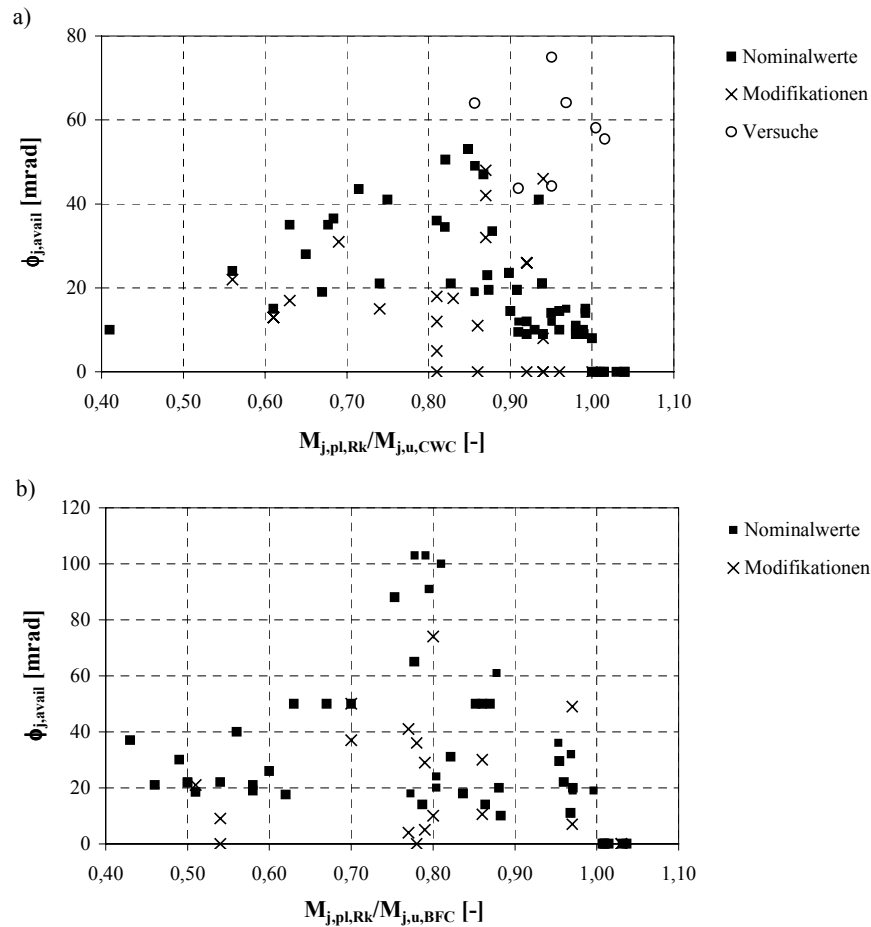 a)
80
60
40
20
0
ϕj,avail [mrad]
0,40 0,50 0,60 0,70 0,80 0,90 1,00 1,10
Mj,pl,Rk/Mj,u,CWC [-]
Nominalwerte
Modifikationen
Versuche
b)
120
100
80
60
40
20
0
ϕj,avail [mrad]
0,40 0,50 0,60 0,70 0,80 0,90 1,00 1,10
Mj,pl,Rk/Mj,u,BFC [-]
Nominalwerte
Modifikationen